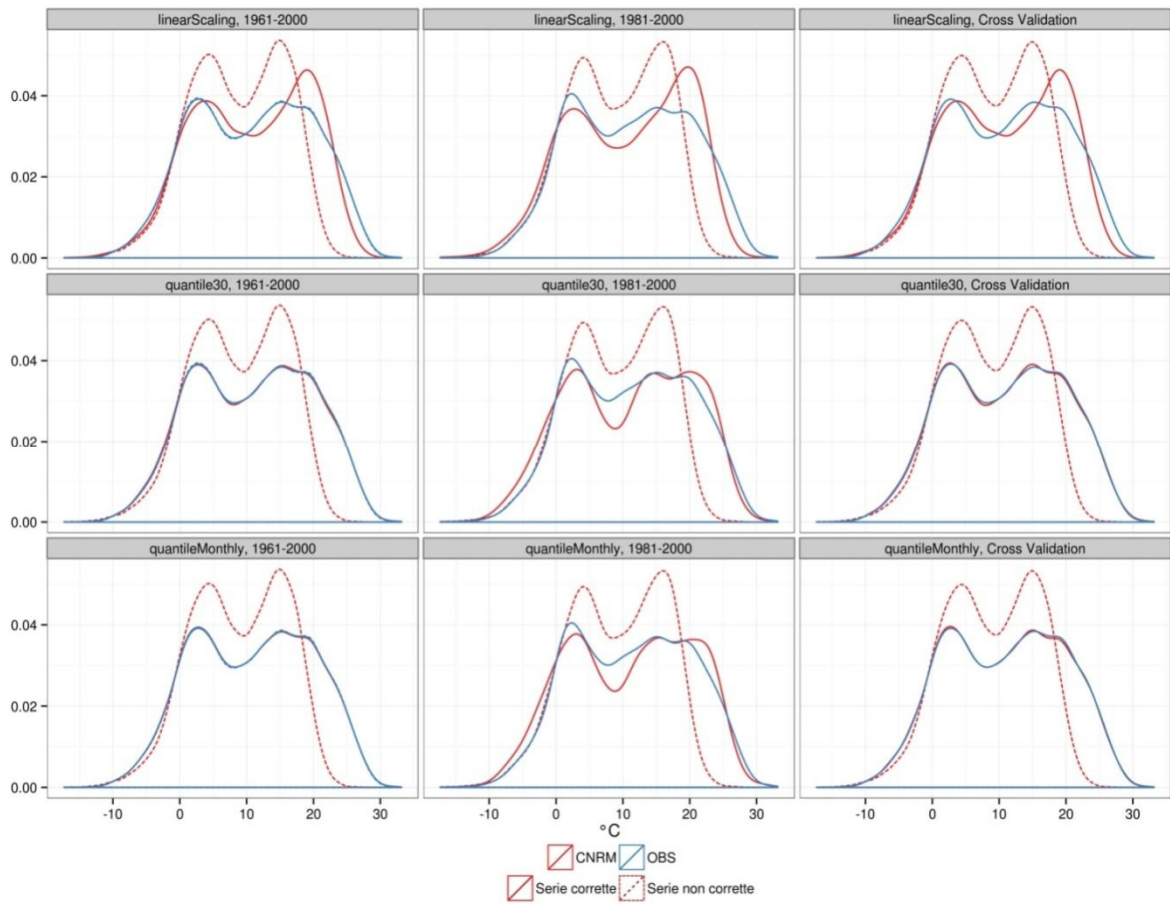 linearScaling, 1961-2000
linearScaling, 1981-2000
linearScaling, Cross Validation
0.04
0.02
0.00
quantile30, 1961-2000
quantile30, 1981-2000
quantile30, Cross Validation
0.04
0.02
0.00
quantileMonthly, 1961-2000
quantileMonthly, 1981-2000
quantileMonthly, Cross Validation
0.04
0.02
0.00
-10 0 10 20 30 -10 0 10 20 30 -10 0 10 20 30
°C
CNRM OBS
Serie corrette Serie non corrette